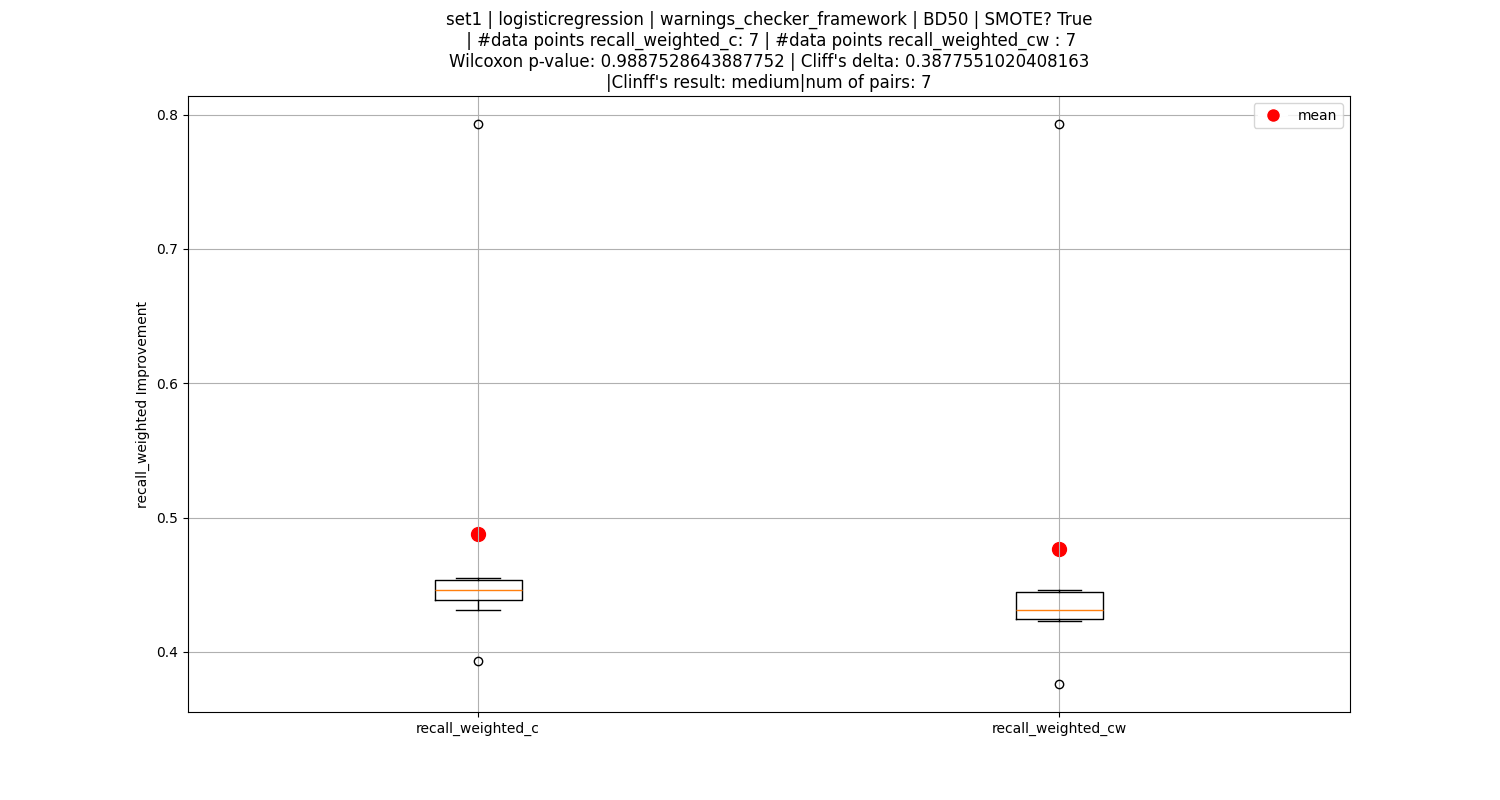 set1 | logisticregression | warnings_checker_framework | BD50 | SMOTE? True
| #data points recall_weighted_c: 7 | #data points recall_weighted_cw : 7
Wilcoxon p-value: 0.9887528643887752 | Cliff's delta: 0.3877551020408163
|Clinff's result: medium|num of pairs: 7
mean
0.8
0.7
0.6
0.5
0.4
recall_weighted Improvement
recall_weighted_c
recall_weighted_cw